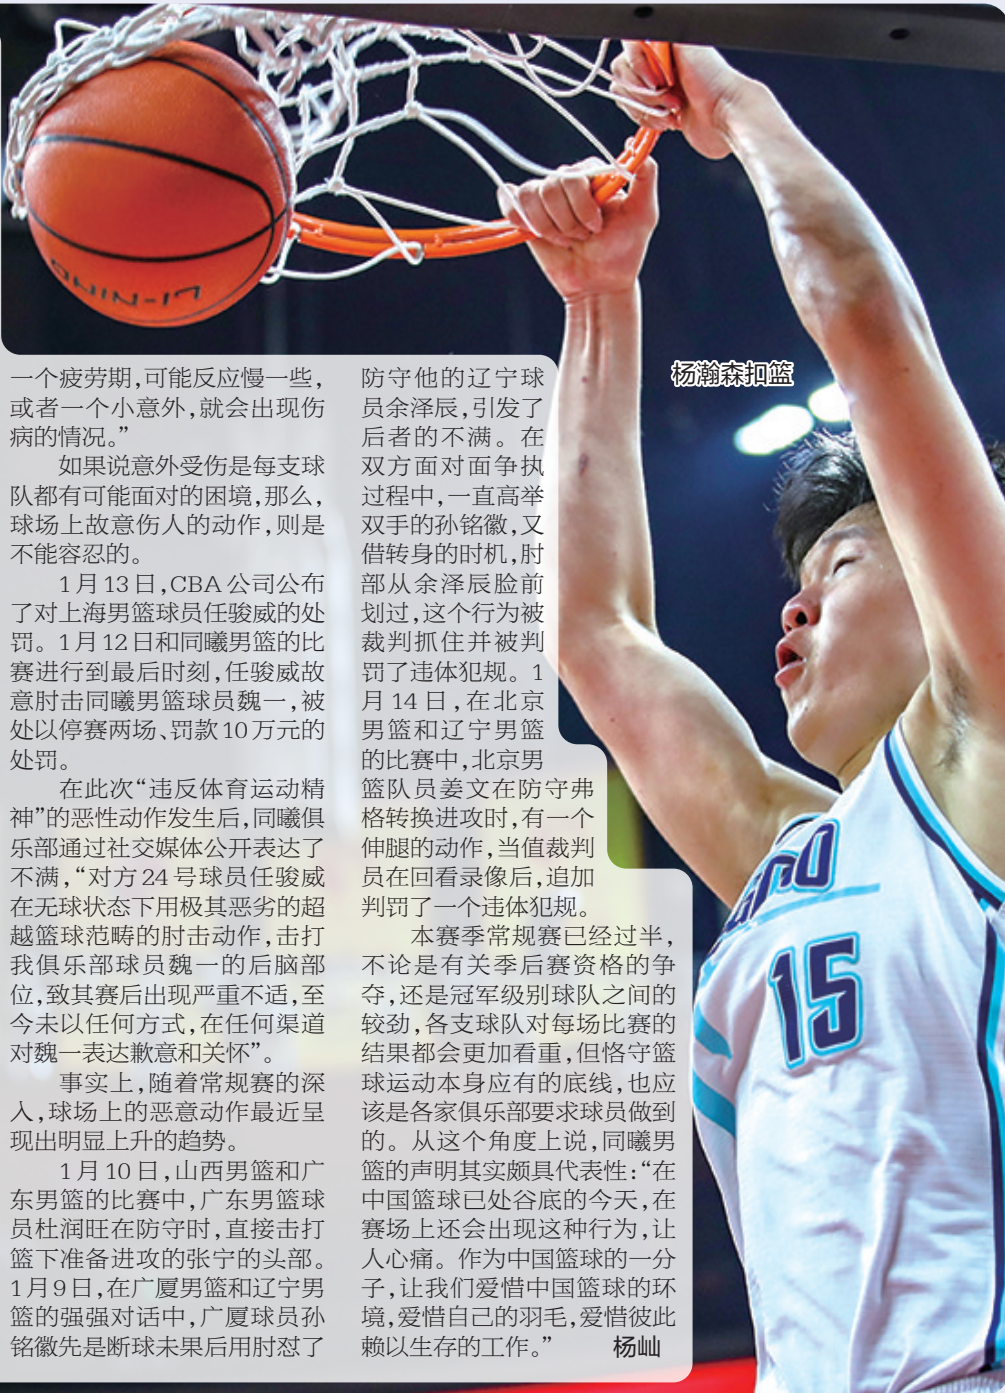 LI-NING
一个疲劳期,可能反应慢一些,
或者一个小意外,就会出现伤
病的情况。”
如果说意外受伤是每支球
队都有可能面对的困境,那么,
球场上故意伤人的动作,则是
不能容忍的。
1月13日,CBA公司公布
了对上海男篮球员任骏威的处
罚。1月12日和同曦男篮的比
赛进行到最后时刻,任骏威故
意肘击同曦男篮球员魏一,被
处以停赛两场、罚款10万元的
处罚。
在此次“违反体育运动精
神”的恶性动作发生后,同曦俱
乐部通过社交媒体公开表达了
不满,“对方24号球员任骏威
在无球状态下用极其恶劣的超
越篮球范畴的肘击动作,击打
我俱乐部球员魏一的后脑部
位,致其赛后出现严重不适,至
今未以任何方式,在任何渠道
对魏一表达歉意和关怀”。
事实上,随着常规赛的深
入,球场上的恶意动作最近呈
现出明显上升的趋势。
1月10日,山西男篮和广
东男篮的比赛中,广东男篮球
员杜润旺在防守时,直接击打
篮下准备进攻的张宁的头部。
1月9日,在广厦男篮和辽宁男
篮的强强对话中,广厦球员孙
铭徽先是断球未果后用肘怼了
防守他的辽宁球
员余泽辰,引发了
后者的不满。在
双方面对面争执
过程中,一直高举
双手的孙铭徽,又
借转身的时机,肘
部从余泽辰脸前
划过,这个行为被
裁判抓住并被判
罚了违体犯规。1
月14日,在北京
男篮和辽宁男篮
的比赛中,北京男
篮队员姜文在防守弗
格转换进攻时,有一个
伸腿的动作,当值裁判
员在回看录像后,追加
判罚了一个违体犯规。
本赛季常规赛已经过半,
不论是有关季后赛资格的争
夺,还是冠军级别球队之间的
较劲,各支球队对每场比赛的
结果都会更加看重,但恪守篮
球运动本身应有的底线,也应
该是各家俱乐部要求球员做到
的。从这个角度上说,同曦男
篮的声明其实颇具代表性:“在
中国篮球已处谷底的今天,在
赛场上还会出现这种行为,让
人心痛。作为中国篮球的一分
子,让我们爱惜中国篮球的环
境,爱惜自己的羽毛,爱惜彼此
赖以生存的工作。”
杨屾
杨瀚森扣篮
15